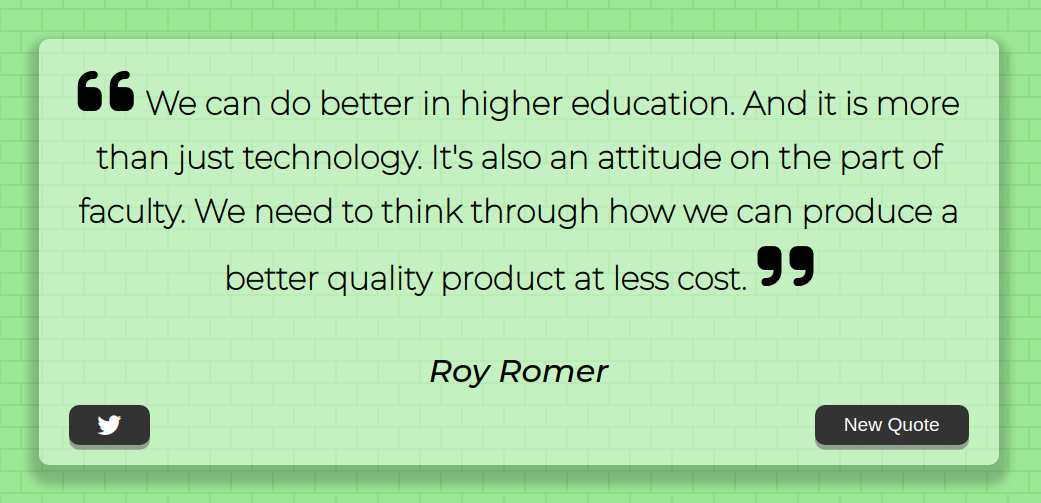 ❝ We can do better in higher education. And it is more
than just technology. It's also an attitude on the part of
faculty. We need to think through how we can produce a
better quality product at less cost. ❞
Roy Romer
New Quote